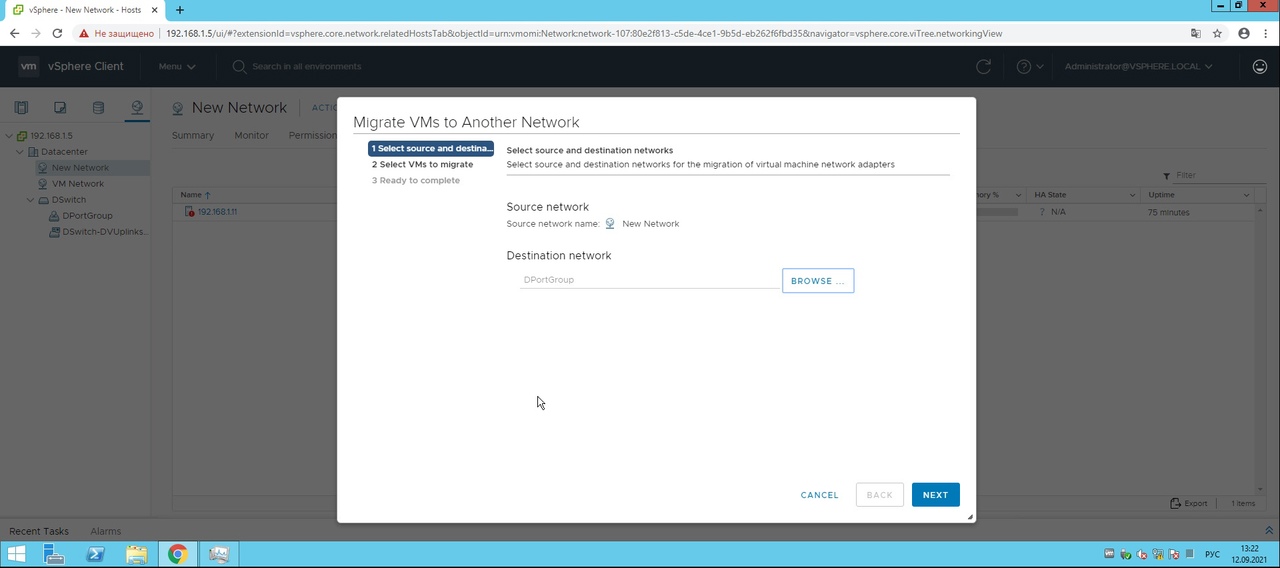 vSphere - New Network - Hosts
Не защищено
192.168.1.5/ui/#?extensionId=vsphere.core.network.relatedHostsTab&objectId=urn:vmomi:Network:network-107:80e2f813-c5de-4ce1-9b5d-eb262f6fbd35&navigator=vsphere.core.viTree.networkingView
vm vSphere Client Menu Search in all environments Administrator@VSPHERE.LOCAL
New Network ACTIO
Summary Monitor Permission
192.168.1.5
Datacenter
New Network
VM Network
DSwitch
DPortGroup
DSwitch-DVUplinks...
Filter
Name ory % HA State Uptime
192.168.1.11 ? N/A 75 minutes
Migrate VMs to Another Network
1 Select source and destina...
2 Select VMs to migrate
3 Ready to complete
Select source and destination networks
Select source and destination networks for the migration of virtual machine network adapters
Source network
Source network name: New Network
Destination network
DPortGroup BROWSE ...
CANCEL BACK NEXT
Export 1 items
Recent Tasks Alarms
РУС
13:22
12.09.2021